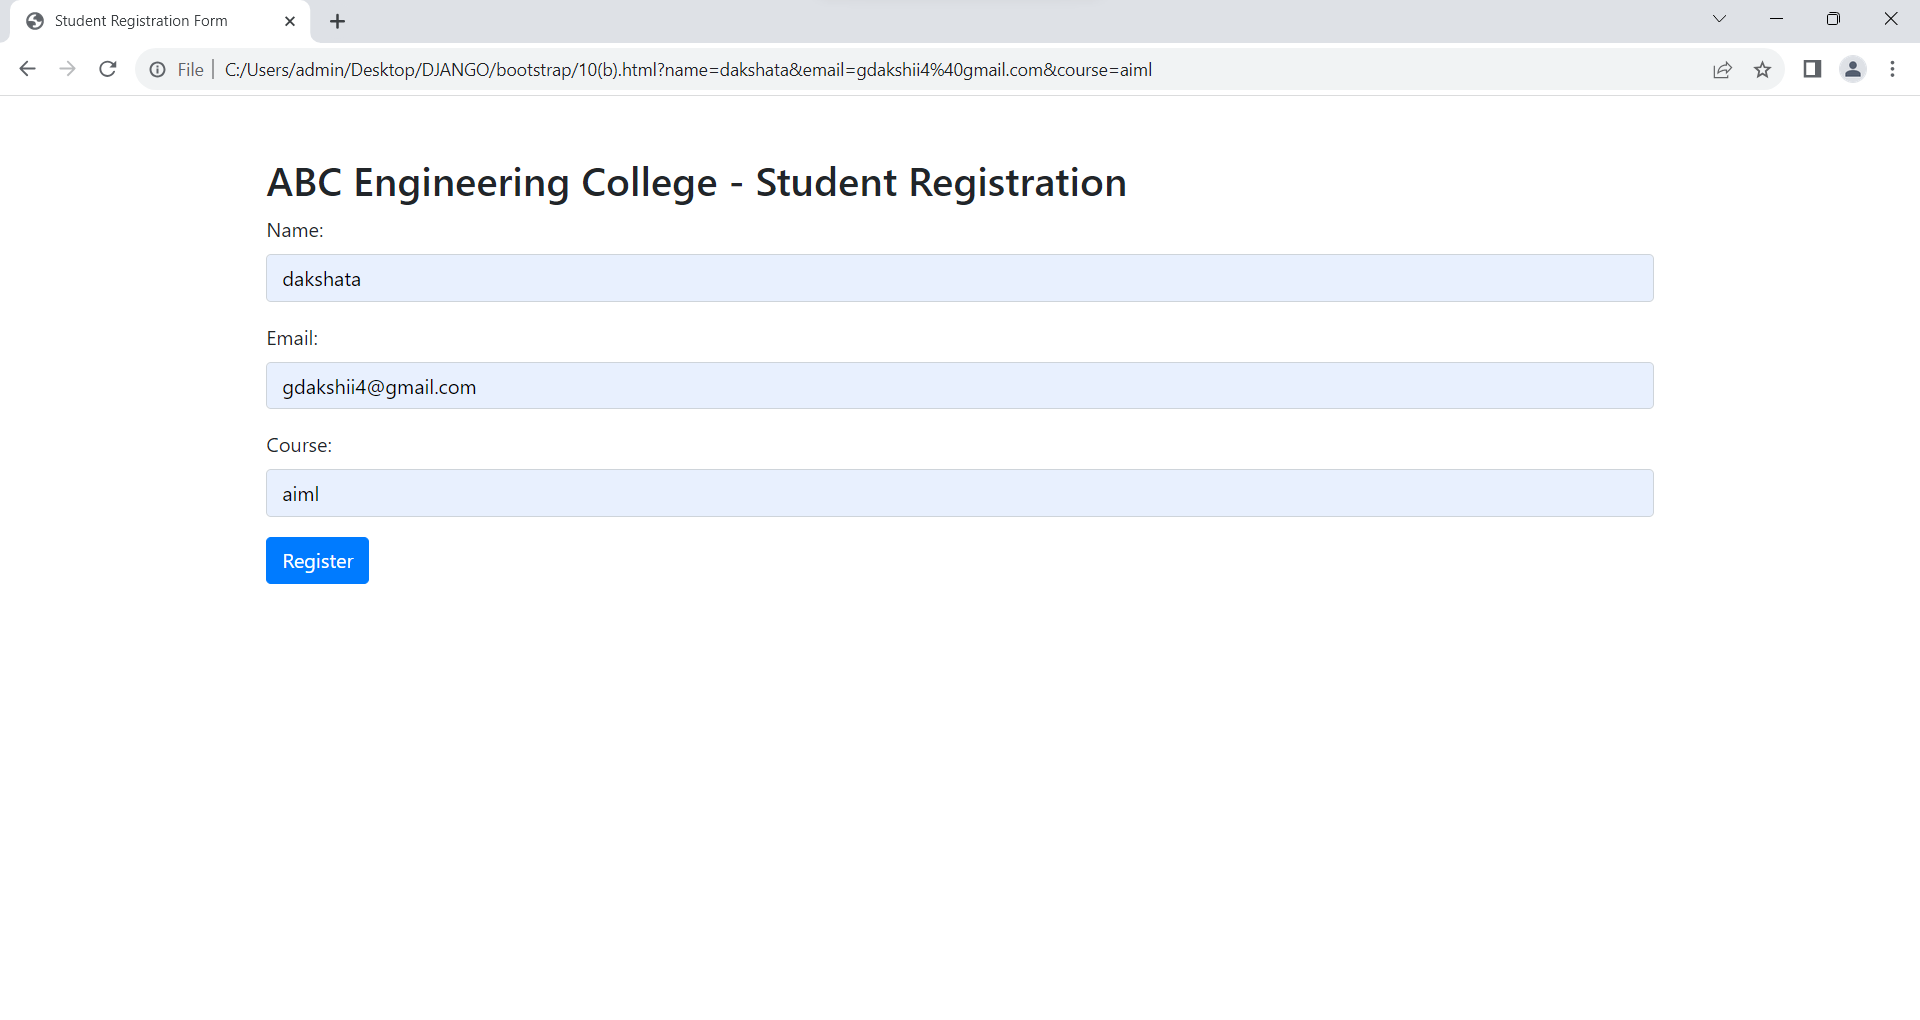 Student Registration Form
File
C:/Users/admin/Desktop/DJANGO/bootstrap/10(b).html?name=dakshata&email=gdakshii4%40gmail.com&course=aiml
ABC Engineering College - Student Registration
Name:
dakshata
Email:
gdakshii4@gmail.com
Course:
aiml
Register